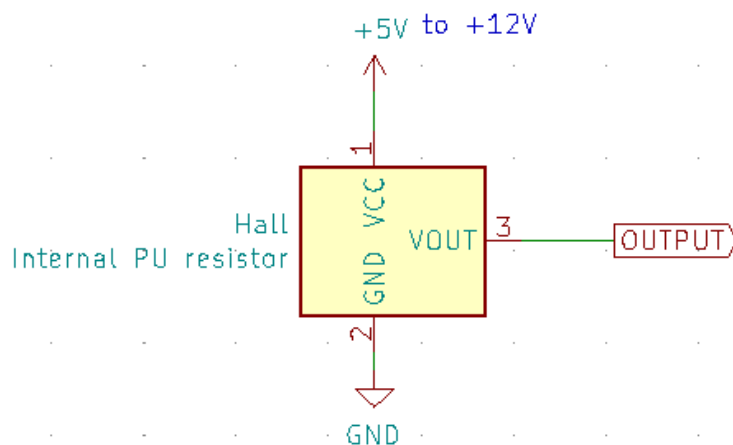 +5V to +12V
1
VCC
Hall
Internal PU resistor
VOUT
3
OUTPUT
GND
2
GND